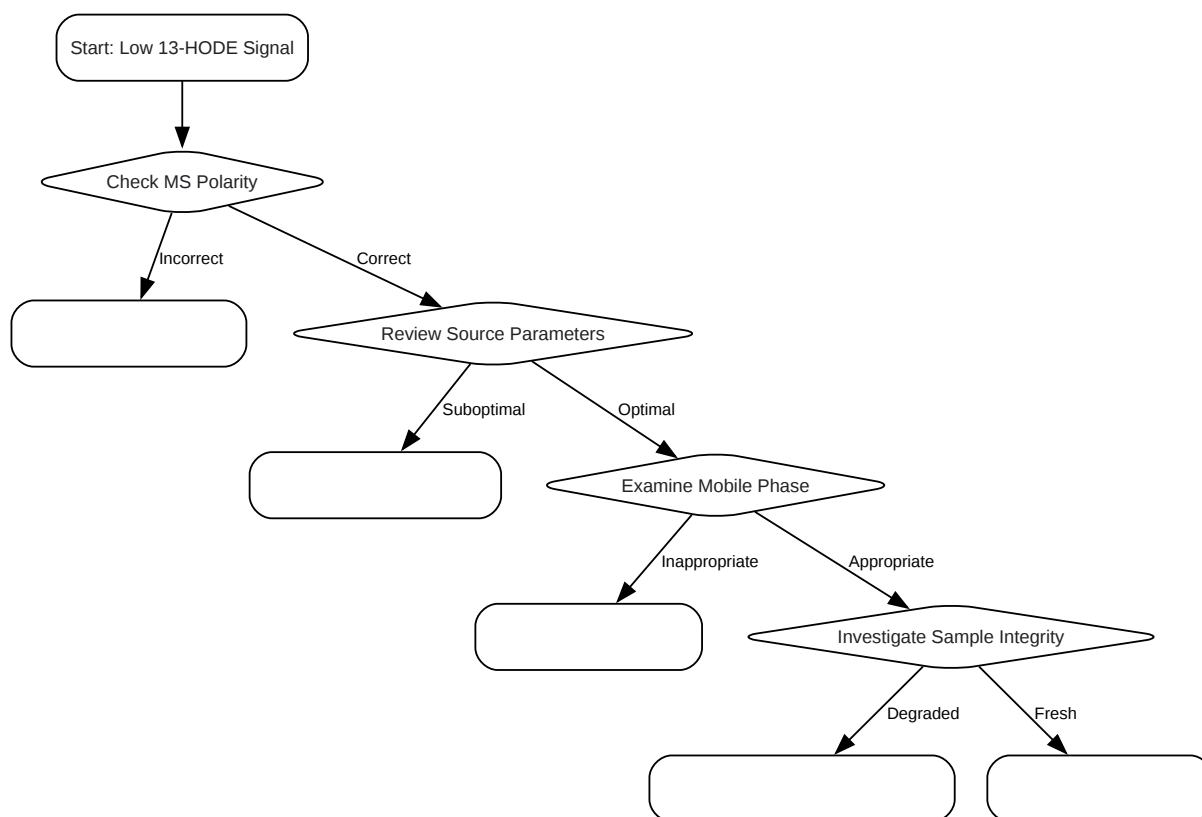 Start: Low 13-HODE Signal
Check MS Polarity
Incorrect
Correct
Review Source Parameters
Suboptimal
Optimal
Examine Mobile Phase
Inappropriate
Appropriate
Investigate Sample Integrity
Degraded
Fresh